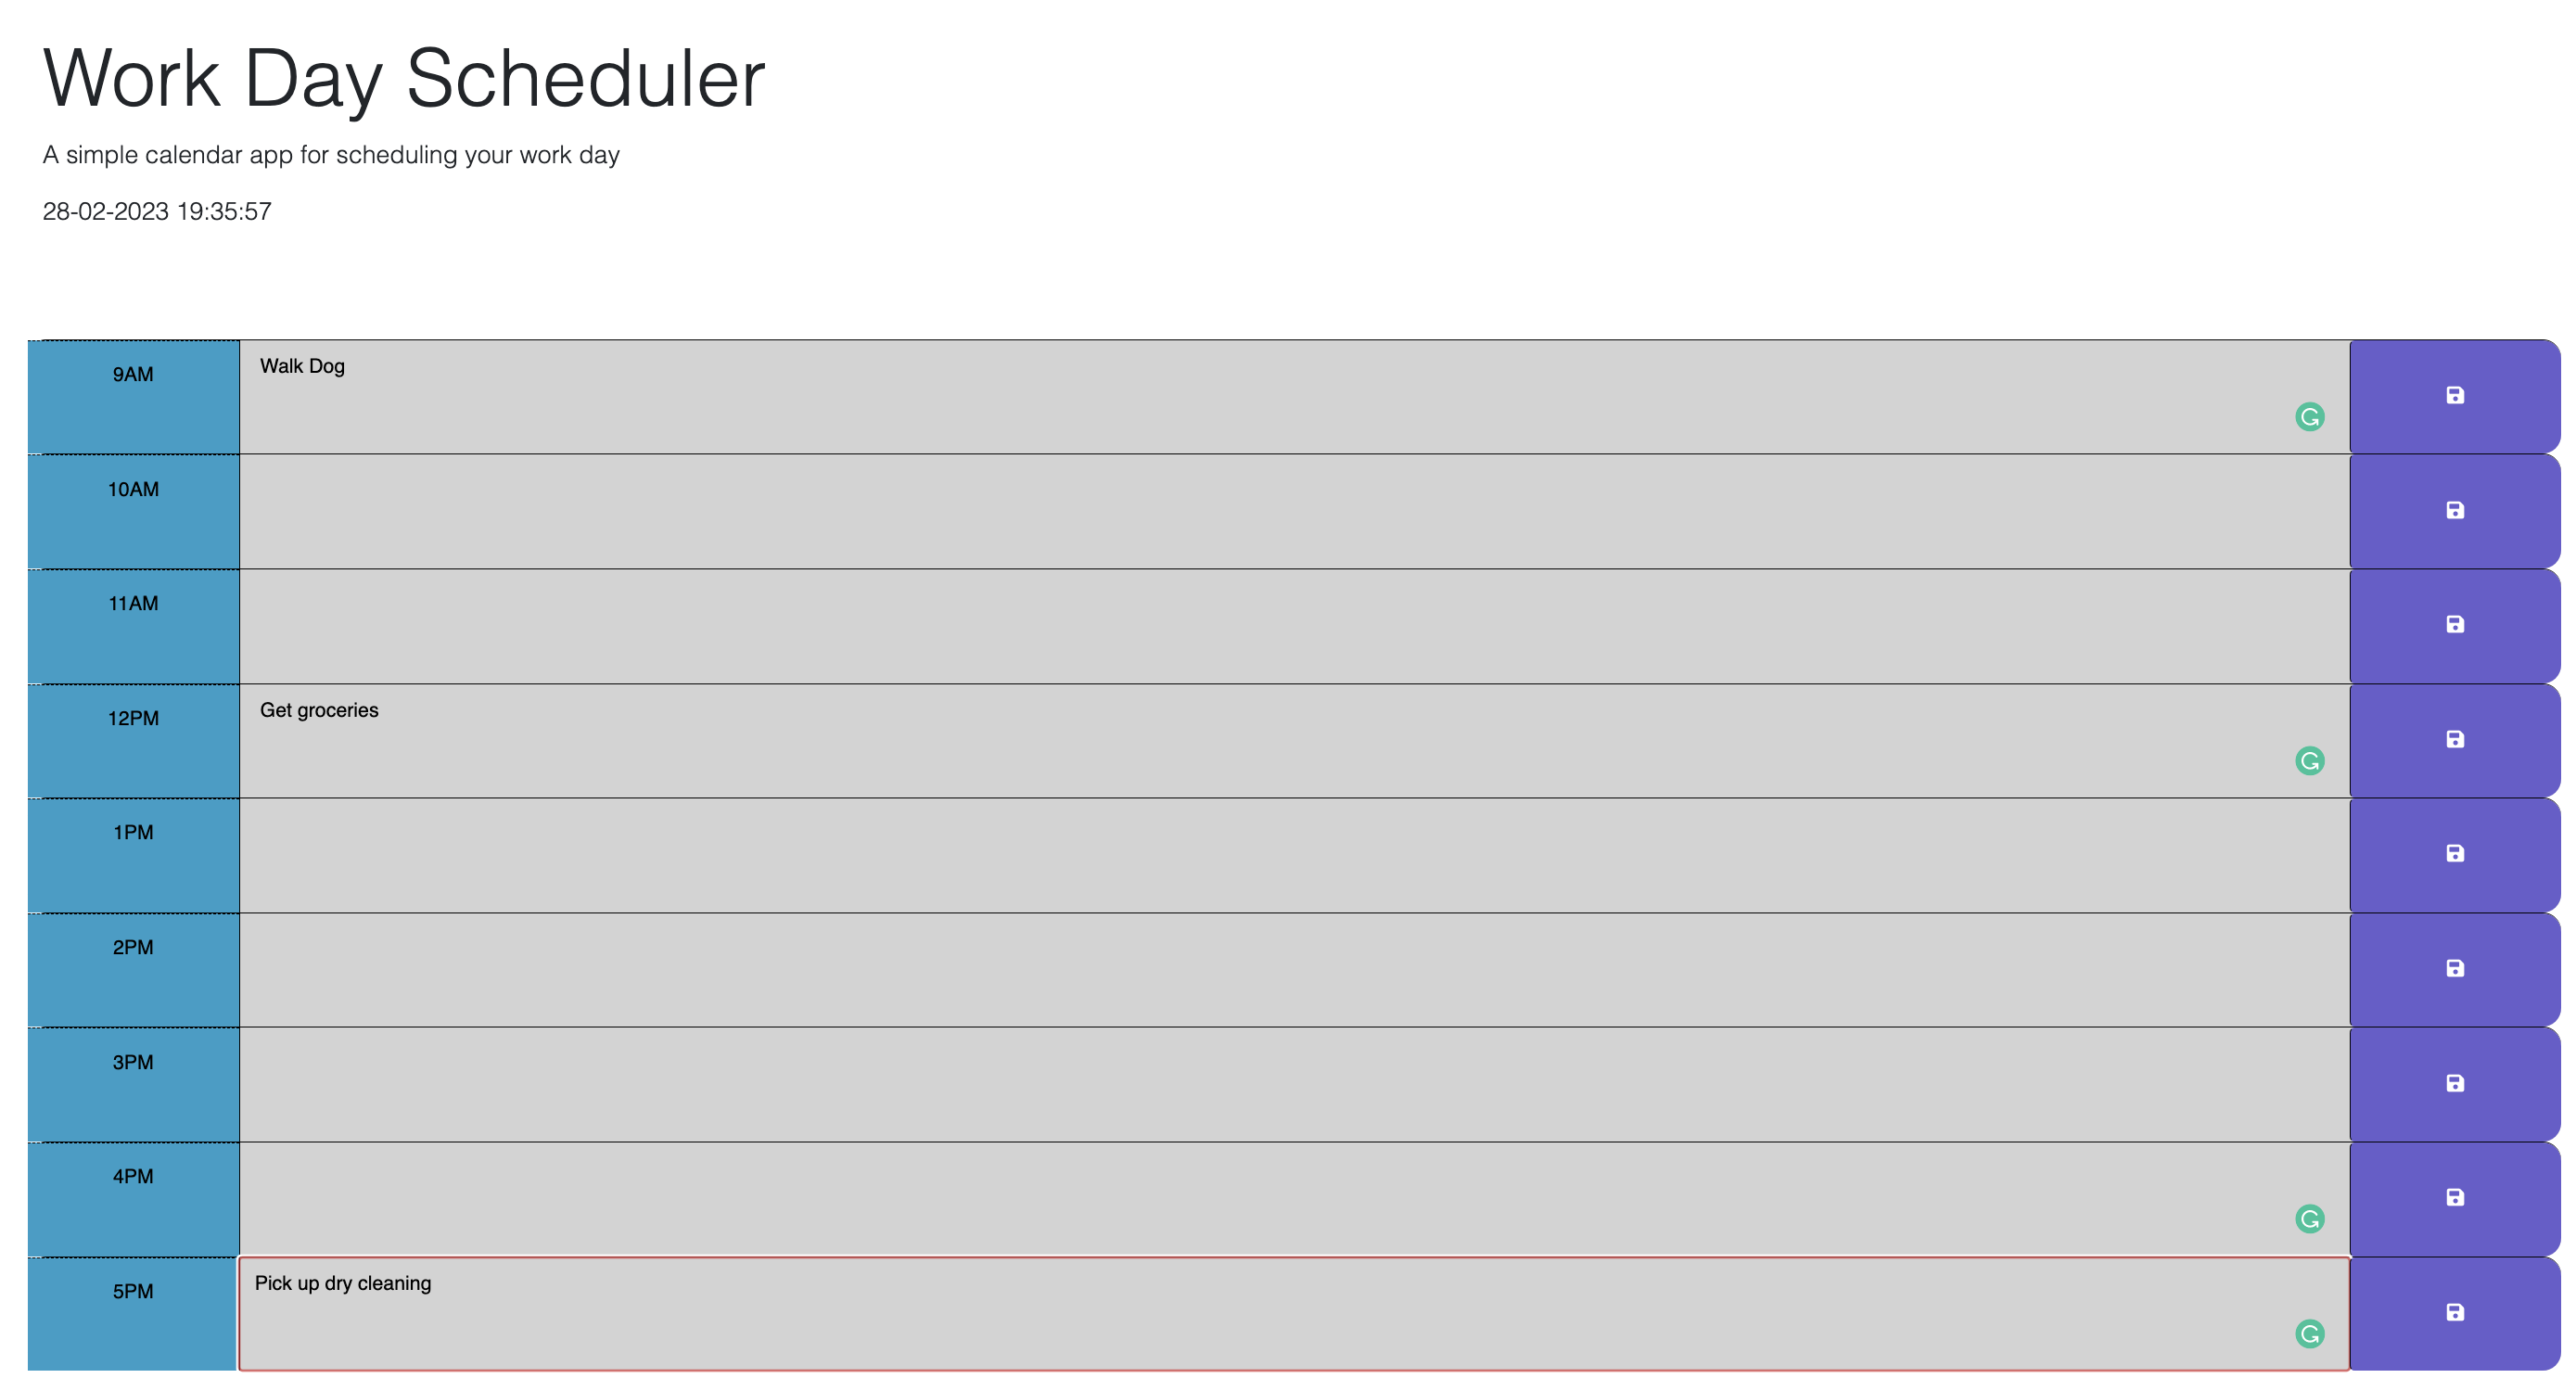 Work Day Scheduler
A simple calendar app for scheduling your work day
28-02-2023 19:35:57
9AM Walk Dog
10AM
11AM
12PM Get groceries
1PM
2PM
3PM
4PM
5PM Pick up dry cleaning